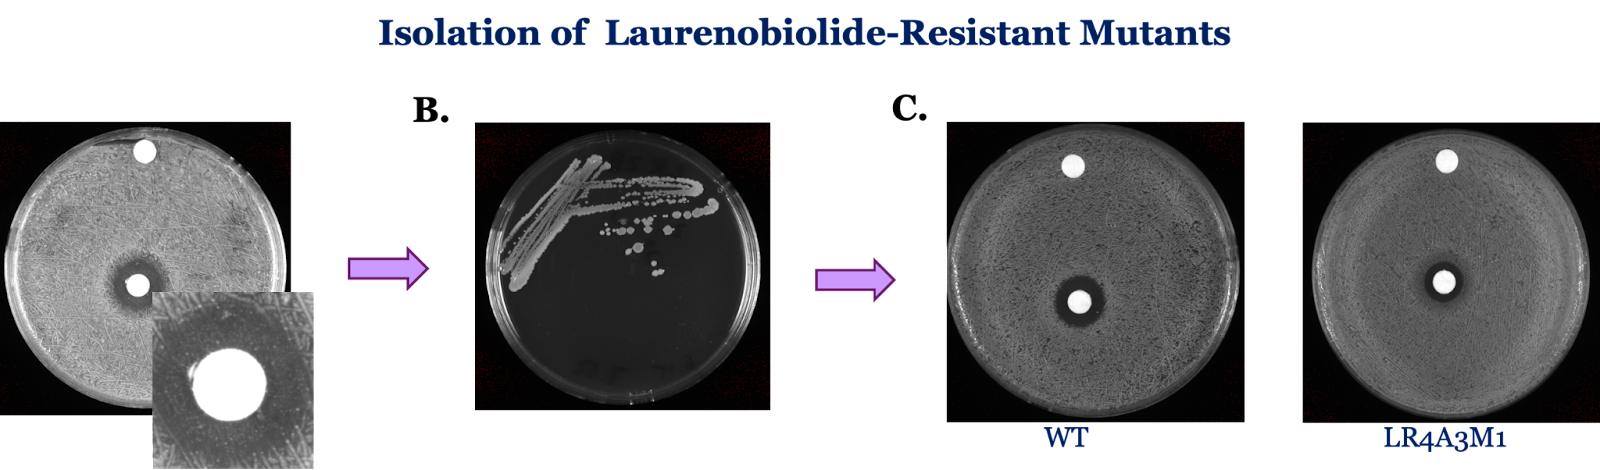 Isolation of Laurenobiolide-Resistant Mutants
B.
C.
WT
LR4A3M1